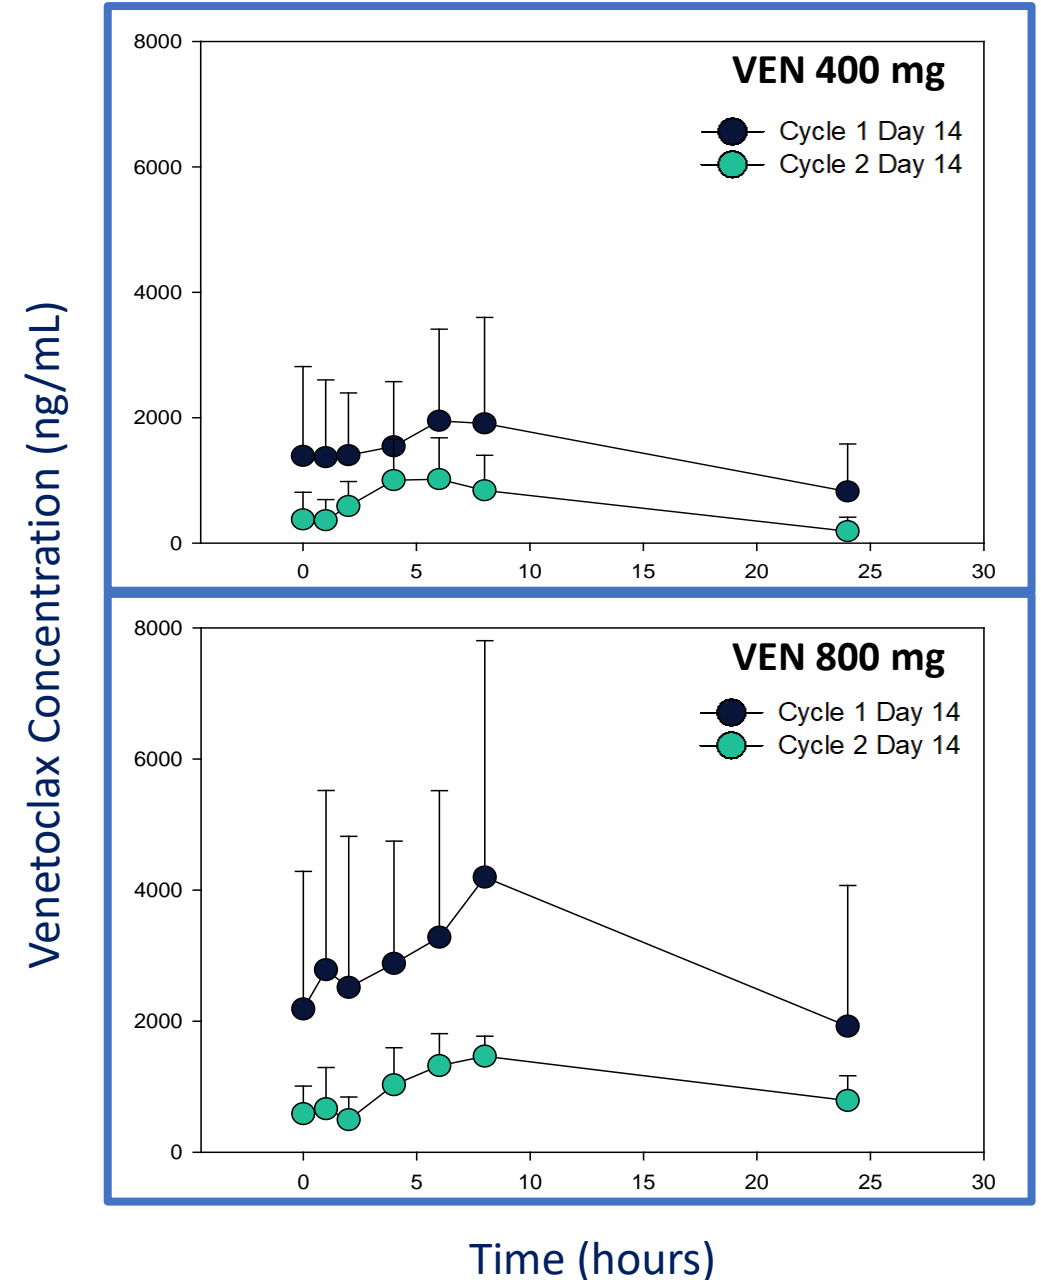 Venetoclax Concentration (ng/mL)
VEN 400 mg
Cycle 1 Day 14
Cycle 2 Day 14
8000
6000
4000
2000
0
0 5 10 15 20 25 30
VEN 800 mg
Cycle 1 Day 14
Cycle 2 Day 14
8000
6000
4000
2000
0
0 5 10 15 20 25 30
Time (hours)